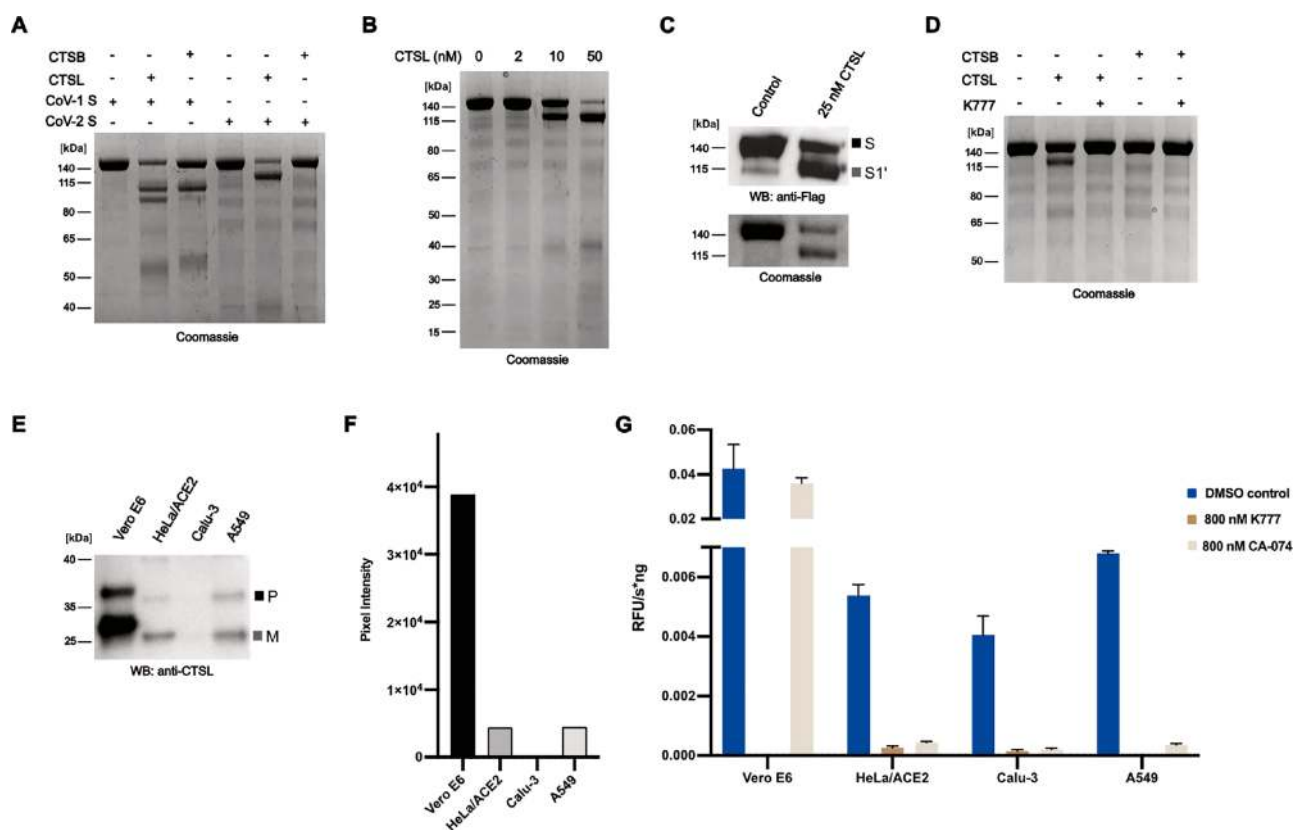 A
CTSB - - + - - +
CTSL - + - - + -
CoV-1 S + + + - - -
CoV-2 S - - - + + +
[kDa]
140
115
80
65
50
40
Coomassie
B
CTSL (nM) 0 2 10 50
[kDa]
140
115
80
65
50
40
30
25
15
Coomassie
C
Control
25 nM CTSL
[kDa]
140
115
S
S1'
WB: anti-Flag
140
115
Coomassie
D
CTSB - - - + +
CTSL - + + - -
K777 - - + - +
[kDa]
140
115
80
65
50
Coomassie
E
Vero E6
HeLa/ACE2
Calu-3
A549
[kDa]
40
35
25
P
M
WB: anti-CTSL
F
Pixel Intensity
4×10⁴
3×10⁴
2×10⁴
1×10⁴
0
Vero E6
HeLa/ACE2
Calu-3
A549
G
RFU/s*ng
0.06
0.04
0.02
0.006
0.004
0.002
0.000
Vero E6
HeLa/ACE2
Calu-3
A549
DMSO control
800 nM K777
800 nM CA-074